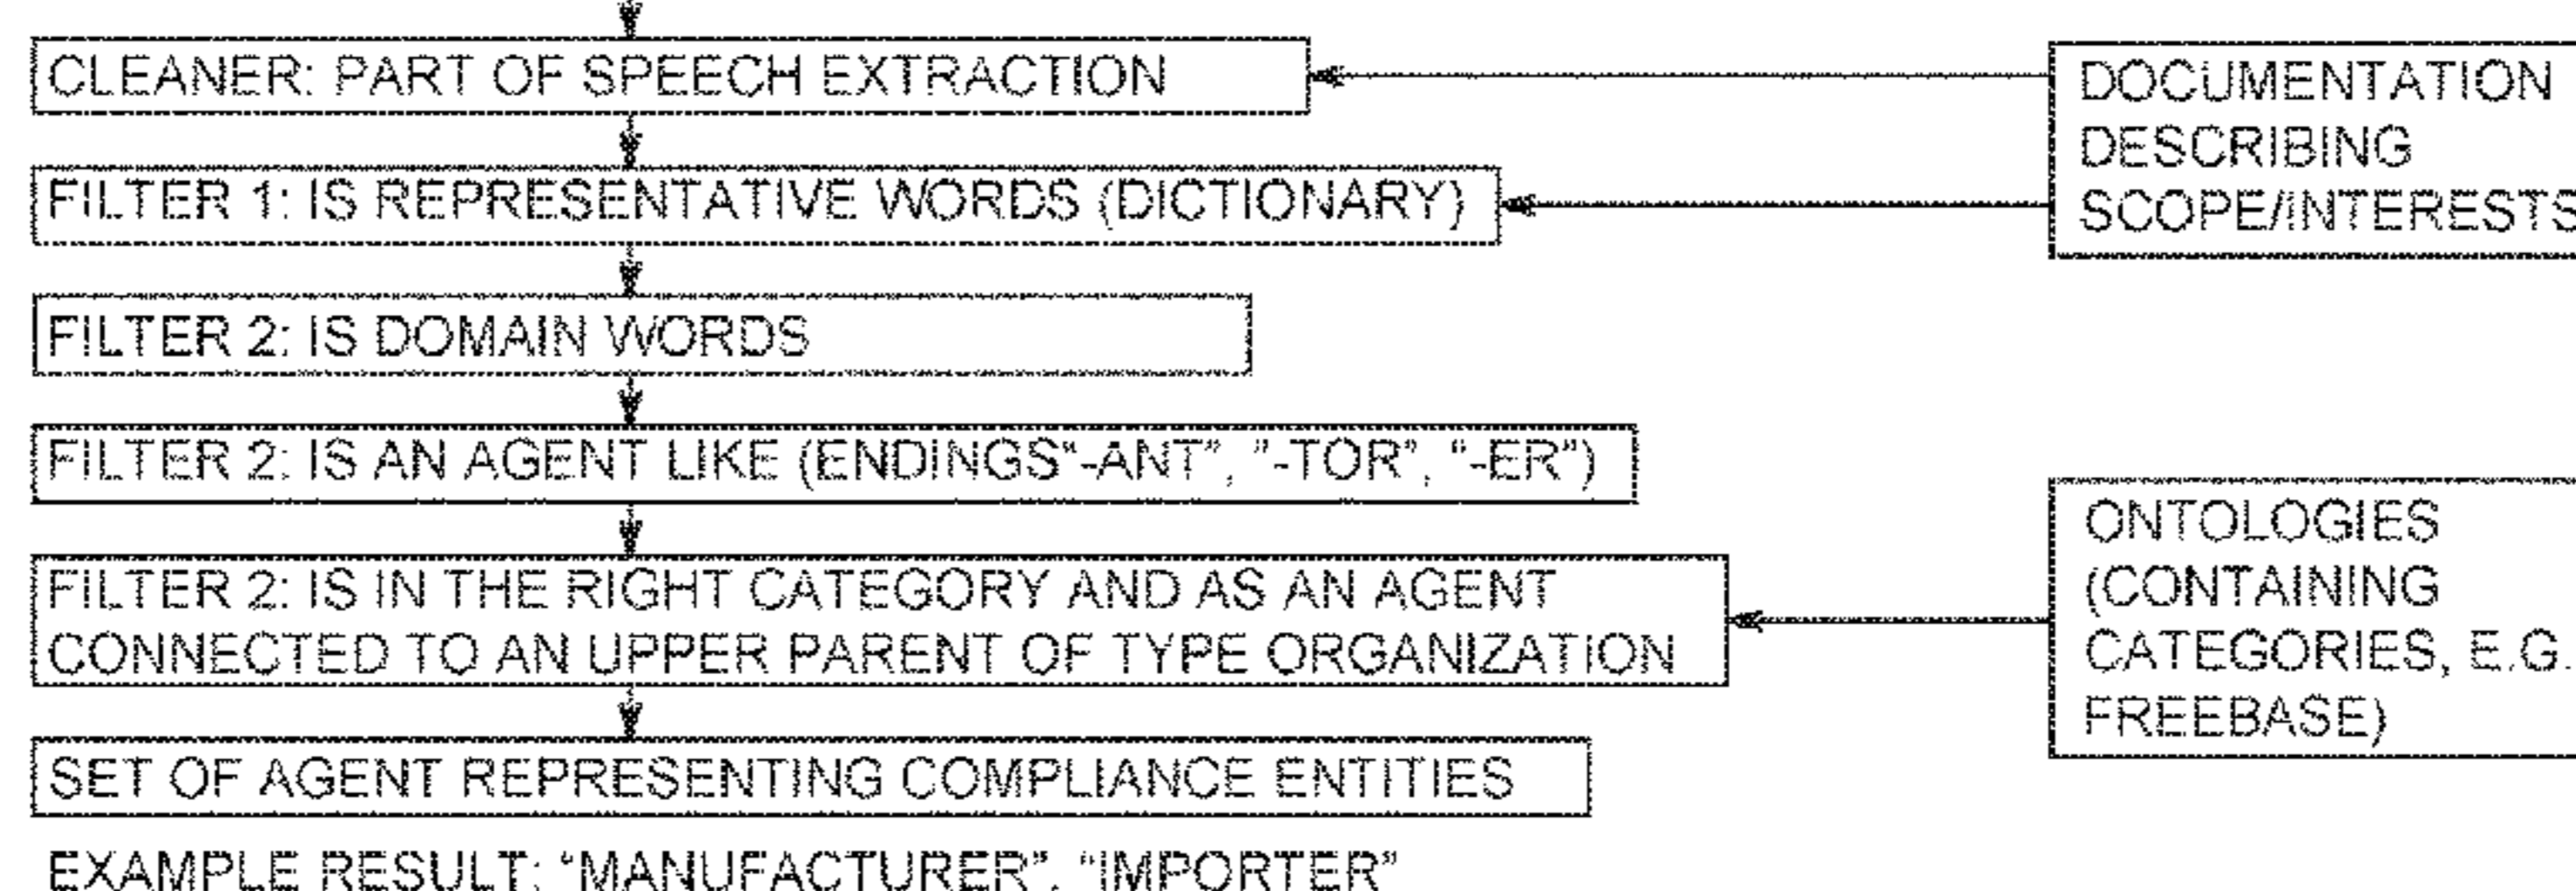 CLEANER: PART OF SPEECH EXTRACTION
DOCUMENTATION
DESCRIBING
SCOPE/INTERESTS
FILTER 1: IS REPRESENTATIVE WORDS (DICTIONARY)
FILTER 2: IS DOMAIN WORDS
FILTER 2: IS AN AGENT LIKE (ENDINGS“-ANT”, ”-TOR”, “-ER”)
FILTER 2: IS IN THE RIGHT CATEGORY AND AS AN AGENT
CONNECTED TO AN UPPER PARENT OF TYPE ORGANIZATION
ONTOLOGIES
(CONTAINING
CATEGORIES, E.G.
FREEBASE)
SET OF AGENT REPRESENTING COMPLIANCE ENTITIES
EXAMPLE RESULT: “MANUFACTURER”, “IMPORTER”